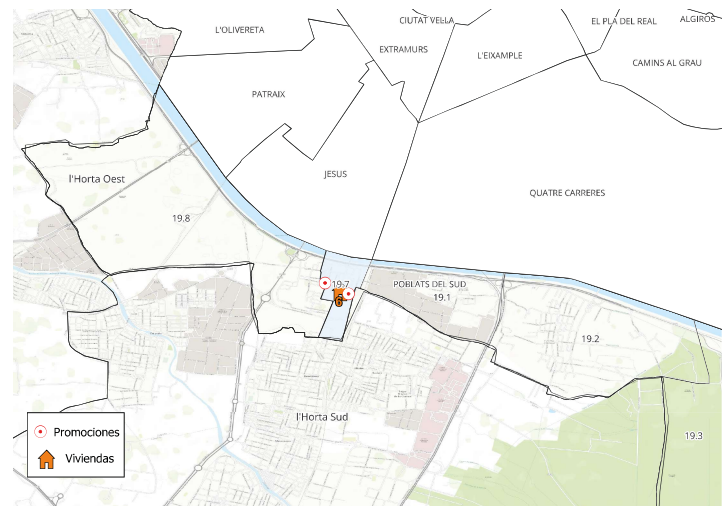 L'OLIVERETA
CIUTAT VELLA
EL PLA DEL REAL
ALGIROS
EXTRAMURS
L'EIXAMPLE
CAMINS AL GRAU
PATRAIX
JESUS
l'Horta Oest
QUATRE CARRERES
19.8
19.7
POBLATS DEL SUD
19.1
19.2
l'Horta Sud
19.3
Promociones
Viviendas